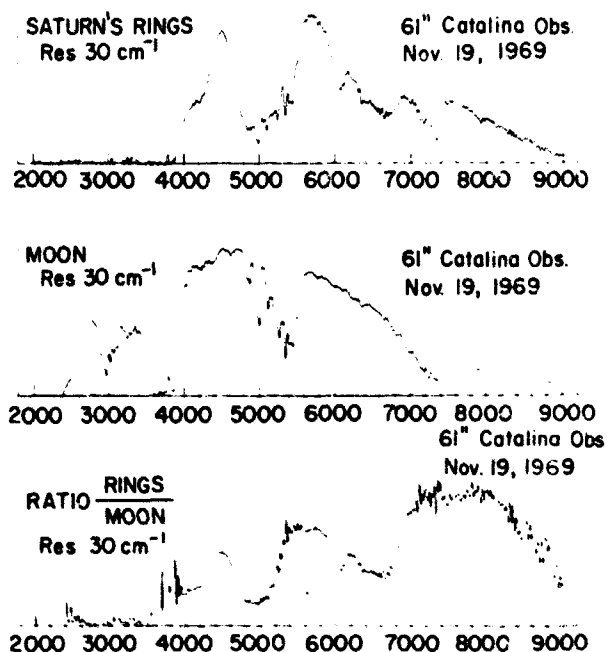 SATURN'S RINGS
Res 30 cm⁻¹
61" Catalina Obs.
Nov. 19, 1969
2000 3000 4000 5000 6000 7000 8000 9000
MOON
Res 30 cm⁻¹
61" Catalina Obs.
Nov. 19, 1969
2000 3000 4000 5000 6000 7000 8000 9000
61" Catalina Obs
Nov. 19, 1969
RATIO RINGS
MOON
Res 30 cm⁻¹
2000 3000 4000 5000 6000 7000 8000 9000